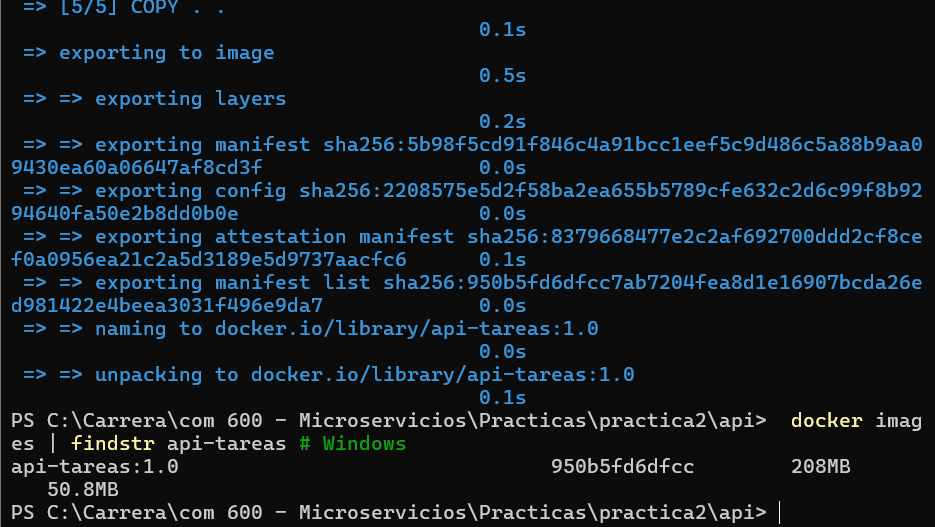 => [5/5] COPY . .
0.1s
=> exporting to image
0.5s
=> => exporting layers
0.2s
=> => exporting manifest sha256:5b98f5cd91f846c4a91bcc1eef5c9d486c5a88b9aa0
9430ea60a06647af8cd3f 0.0s
=> => exporting config sha256:2208575e5d2f58ba2ea655b5789cfe632c2d6c99f8b92
94640fa50e2b8dd0b0e 0.0s
=> => exporting attestation manifest sha256:8379668477e2c2af692700ddd2cf8ce
f0a0956ea21c2a5d3189e5d9737aacfc6 0.1s
=> => exporting manifest list sha256:950b5fd6dfcc7ab7204fea8d1e16907bcda26e
d981422e4beea3031f496e9da7 0.0s
=> => naming to docker.io/library/api-tareas:1.0
0.0s
=> => unpacking to docker.io/library/api-tareas:1.0
0.1s
PS C:\Carrera\com 600 - Microservicios\Practicas\practica2\api>  docker imag
es | findstr api-tareas # Windows
api-tareas:1.0 950b5fd6dfcc 208MB
50.8MB
PS C:\Carrera\com 600 - Microservicios\Practicas\practica2\api>